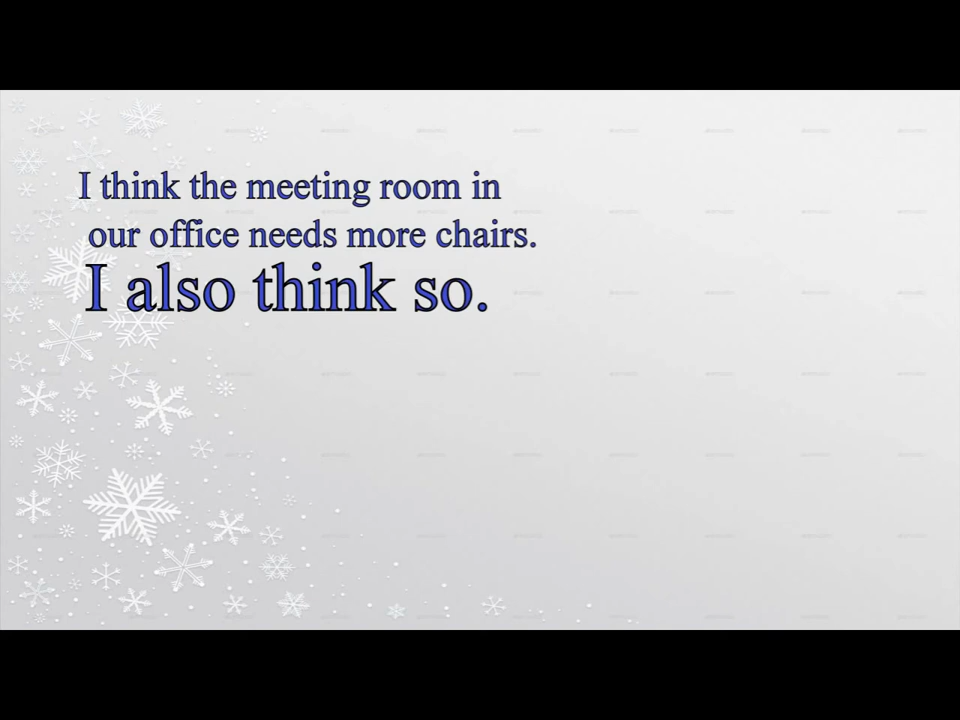 I think the meeting room in
our office needs more chairs.
I also think so.